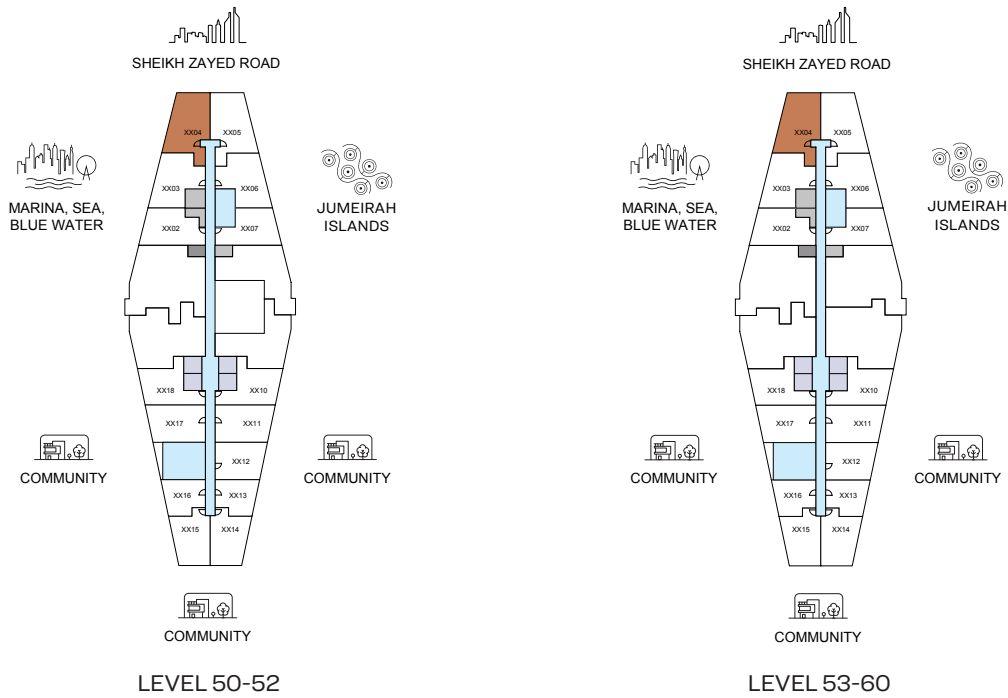 SHEIKH ZAYED ROAD
XX04
XX05
MARINA, SEA,
BLUE WATER
XX03
XX06
JUMEIRAH
ISLANDS
XX02
XX07
XX18
XX10
XX17
XX11
COMMUNITY
XX12
COMMUNITY
XX16
XX13
XX15
XX14
COMMUNITY
LEVEL 50-52
SHEIKH ZAYED ROAD
XX04
XX05
MARINA, SEA,
BLUE WATER
XX03
XX06
JUMEIRAH
ISLANDS
XX02
XX07
XX18
XX10
XX17
XX11
COMMUNITY
XX12
COMMUNITY
XX16
XX13
XX15
XX14
COMMUNITY
LEVEL 53-60